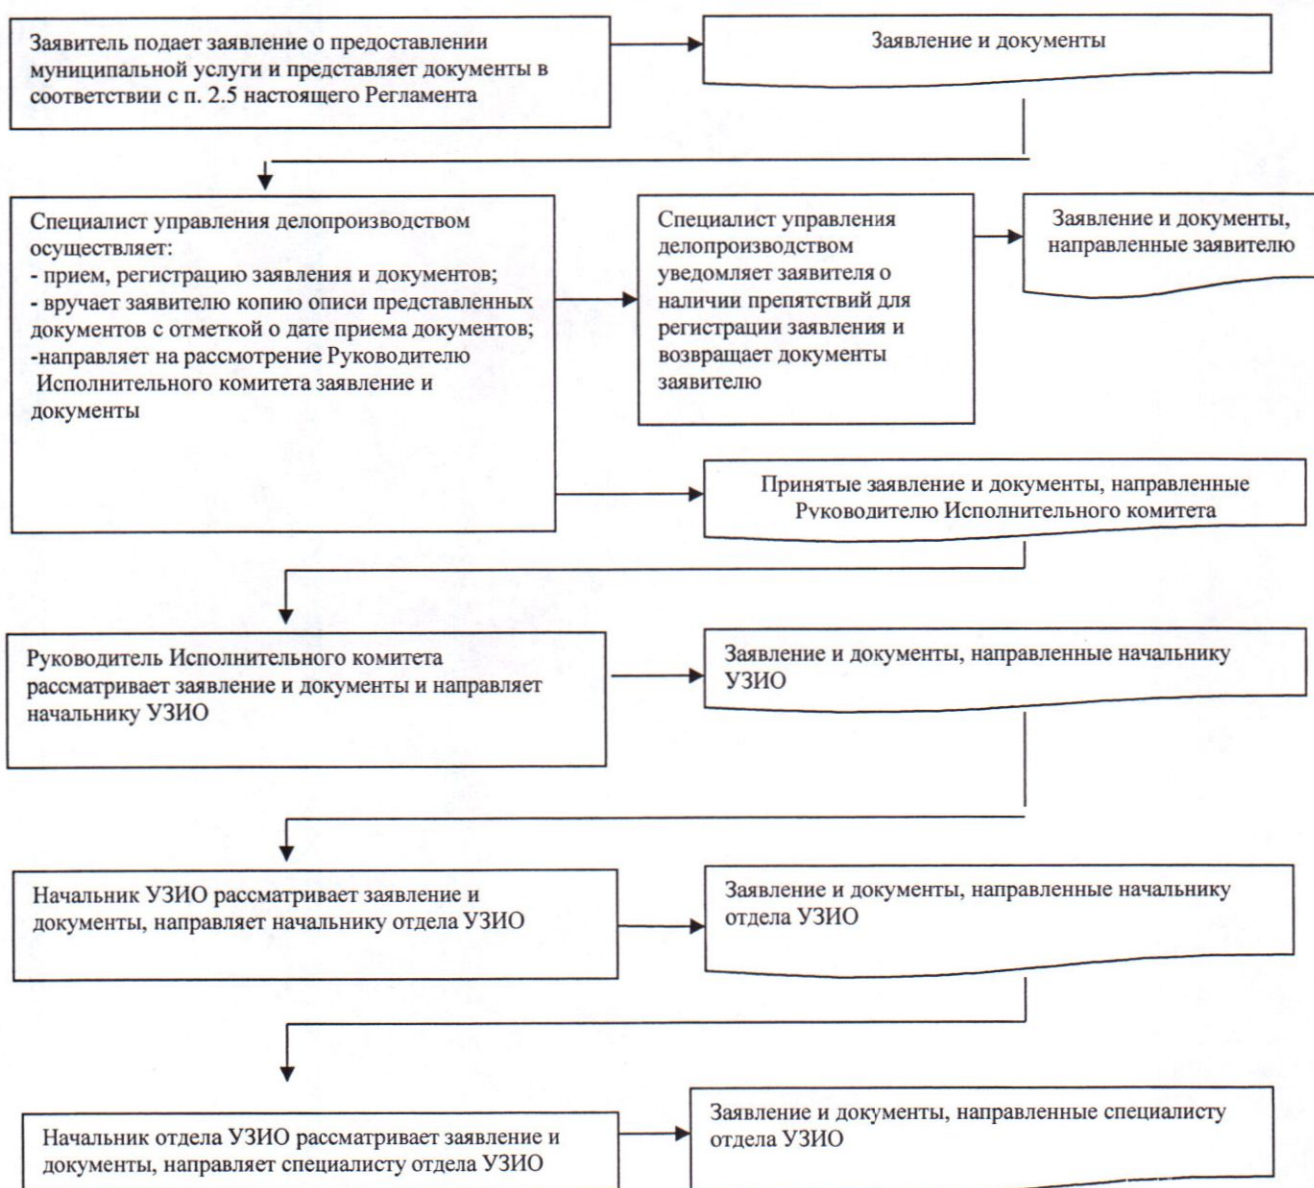 Заявитель подает заявление о предоставлении
муниципальной услуги и представляет документы в
соответствии с п. 2.5 настоящего Регламента
Заявление и документы
Специалист управления делопроизводством
осуществляет:
- прием, регистрацию заявления и документов;
- вручает заявителю копию описи представленных
документов с отметкой о дате приема документов;
-направляет на рассмотрение Руководителю
Исполнительного комитета заявление и
документы
Специалист управления
делопроизводством
уведомляет заявителя о
наличии препятствий для
регистрации заявления и
возвращает документы
заявителю
Заявление и документы,
направленные заявителю
Принятые заявление и документы, направленные
Руководителю Исполнительного комитета
Руководитель Исполнительного комитета
рассматривает заявление и документы и направляет
начальнику УЗИО
Заявление и документы, направленные начальнику
УЗИО
Начальник УЗИО рассматривает заявление и
документы, направляет начальнику отдела УЗИО
Заявление и документы, направленные начальнику
отдела УЗИО
Начальник отдела УЗИО рассматривает заявление и
документы, направляет специалисту отдела УЗИО
Заявление и документы, направленные специалисту
отдела УЗИО